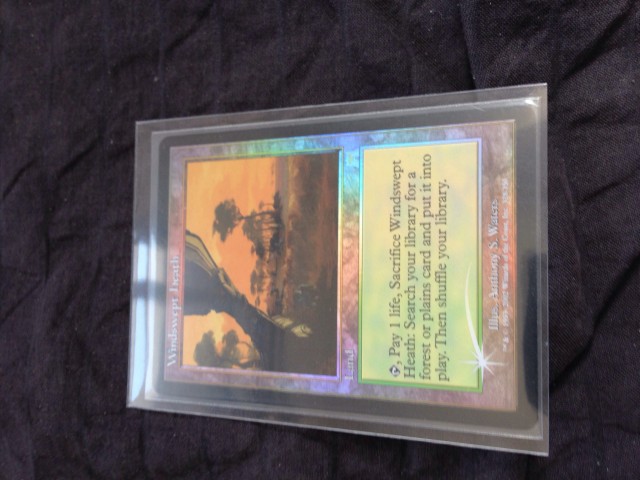 Windswept Heath
Land
, Pay 1 life, Sacrifice Windswept
Heath: Search your library for a
forest or plains card and put it into
play. Then shuffle your library.
Illus. Anthony S. Waters